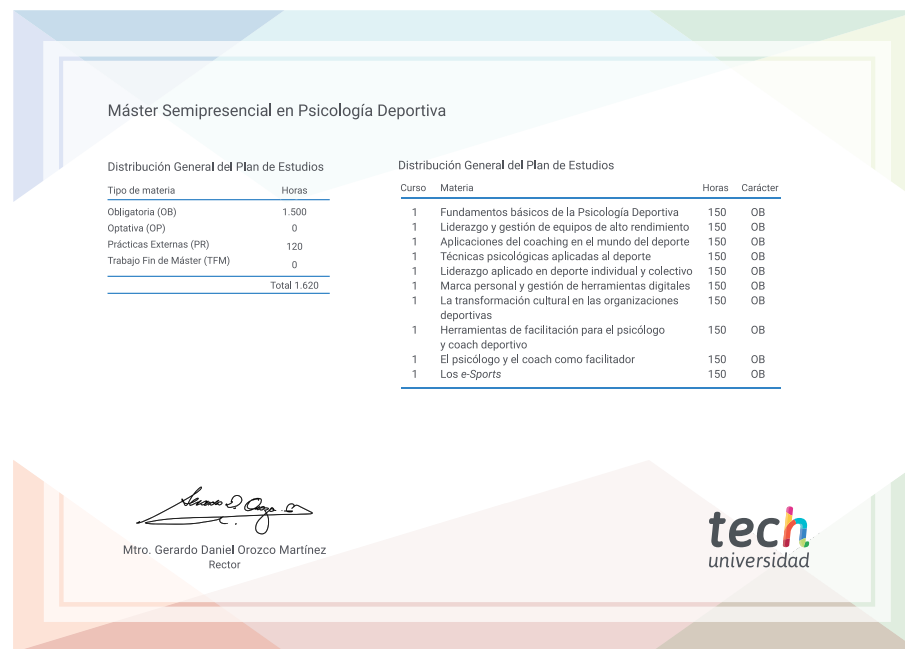 Máster Semipresencial en Psicología Deportiva
Distribución General del Plan de Estudios
Tipo de materia Horas
Obligatoria (OB) 1.500
Optativa (OP) 0
Prácticas Externas (PR) 120
Trabajo Fin de Máster (TFM) 0
Total 1.620
Distribución General del Plan de Estudios
Curso Materia Horas Carácter
1 Fundamentos básicos de la Psicología Deportiva 150 OB
1 Liderazgo y gestión de equipos de alto rendimiento 150 OB
1 Aplicaciones del coaching en el mundo del deporte 150 OB
1 Técnicas psicológicas aplicadas al deporte 150 OB
1 Liderazgo aplicado en deporte individual y colectivo 150 OB
1 Marca personal y gestión de herramientas digitales 150 OB
1 La transformación cultural en las organizaciones 150 OB
deportivas
1 Herramientas de facilitación para el psicólogo 150 OB
y coach deportivo
1 El psicólogo y el coach como facilitador 150 OB
1 Los e-Sports 150 OB
Mtro. Gerardo Daniel Orozco Martínez
Rector
tech
universidad